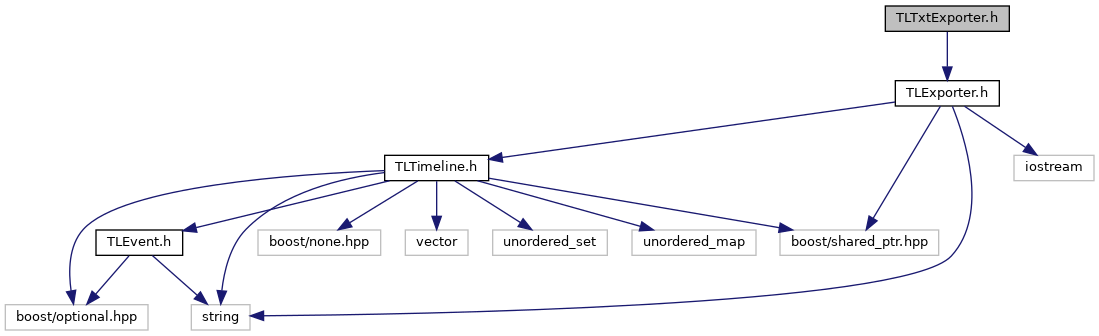 TLTxtExporter.h
TLExporter.h
TLTimeline.h
iostream
TLEvent.h
boost/none.hpp
vector
unordered_set
unordered_map
boost/shared_ptr.hpp
boost/optional.hpp
string